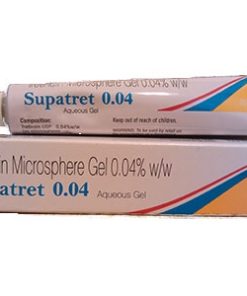 Microsphere Gel 0.04% w/w
Supatret 0.04
Aqueous Gel
Composition:
Keep out of reach of children.
in Microsphere Gel 0.04% w/w
atret 0.04 Aqueous Gel